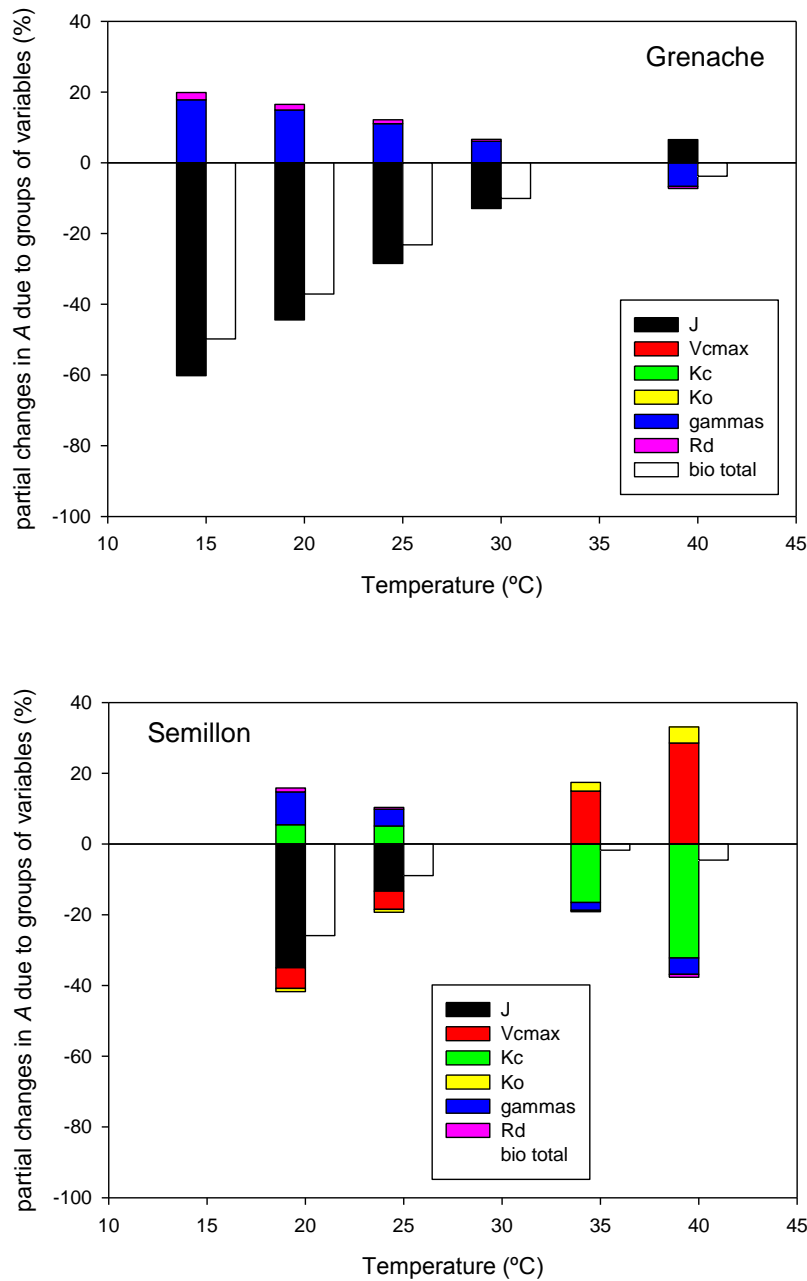 Grenache
partial changes in A due to groups of variables (%)
40
20
0
-20
-40
-60
-80
-100
J
Vcmax
Kc
Ko
gammas
Rd
bio total
10 15 20 25 30 35 40 45
Temperature (ºC)
Semillon
partial changes in A due to groups of variables (%)
40
20
0
-20
-40
-60
-80
-100
J
Vcmax
Kc
Ko
gammas
Rd
bio total
10 15 20 25 30 35 40 45
Temperature (ºC)